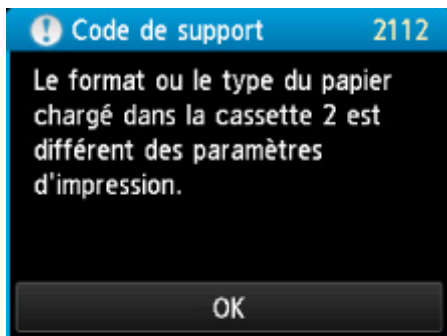 Code de support 2112
Le format ou le type du papier
chargé dans la cassette 2 est
différent des paramètres
d'impression.
OK